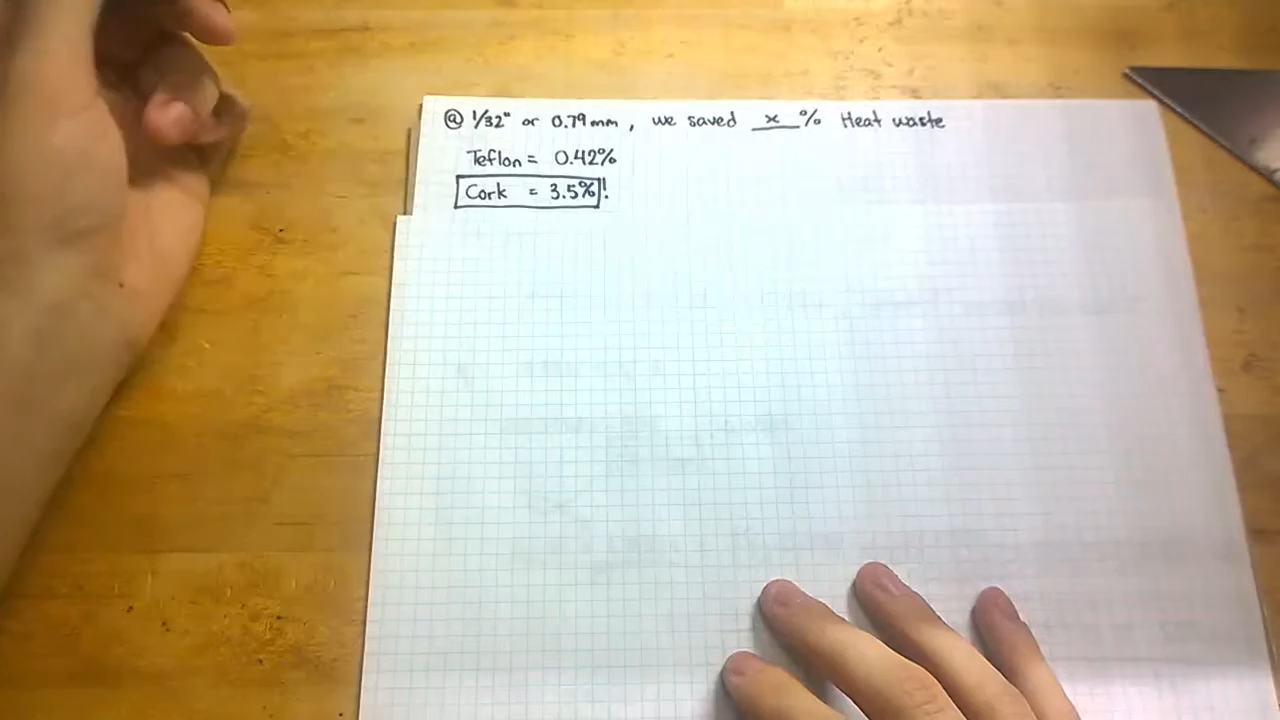 @ 1/32" or 0.79mm, we saved x % Heat waste
Teflon = 0.42%
Cork = 3.5%!